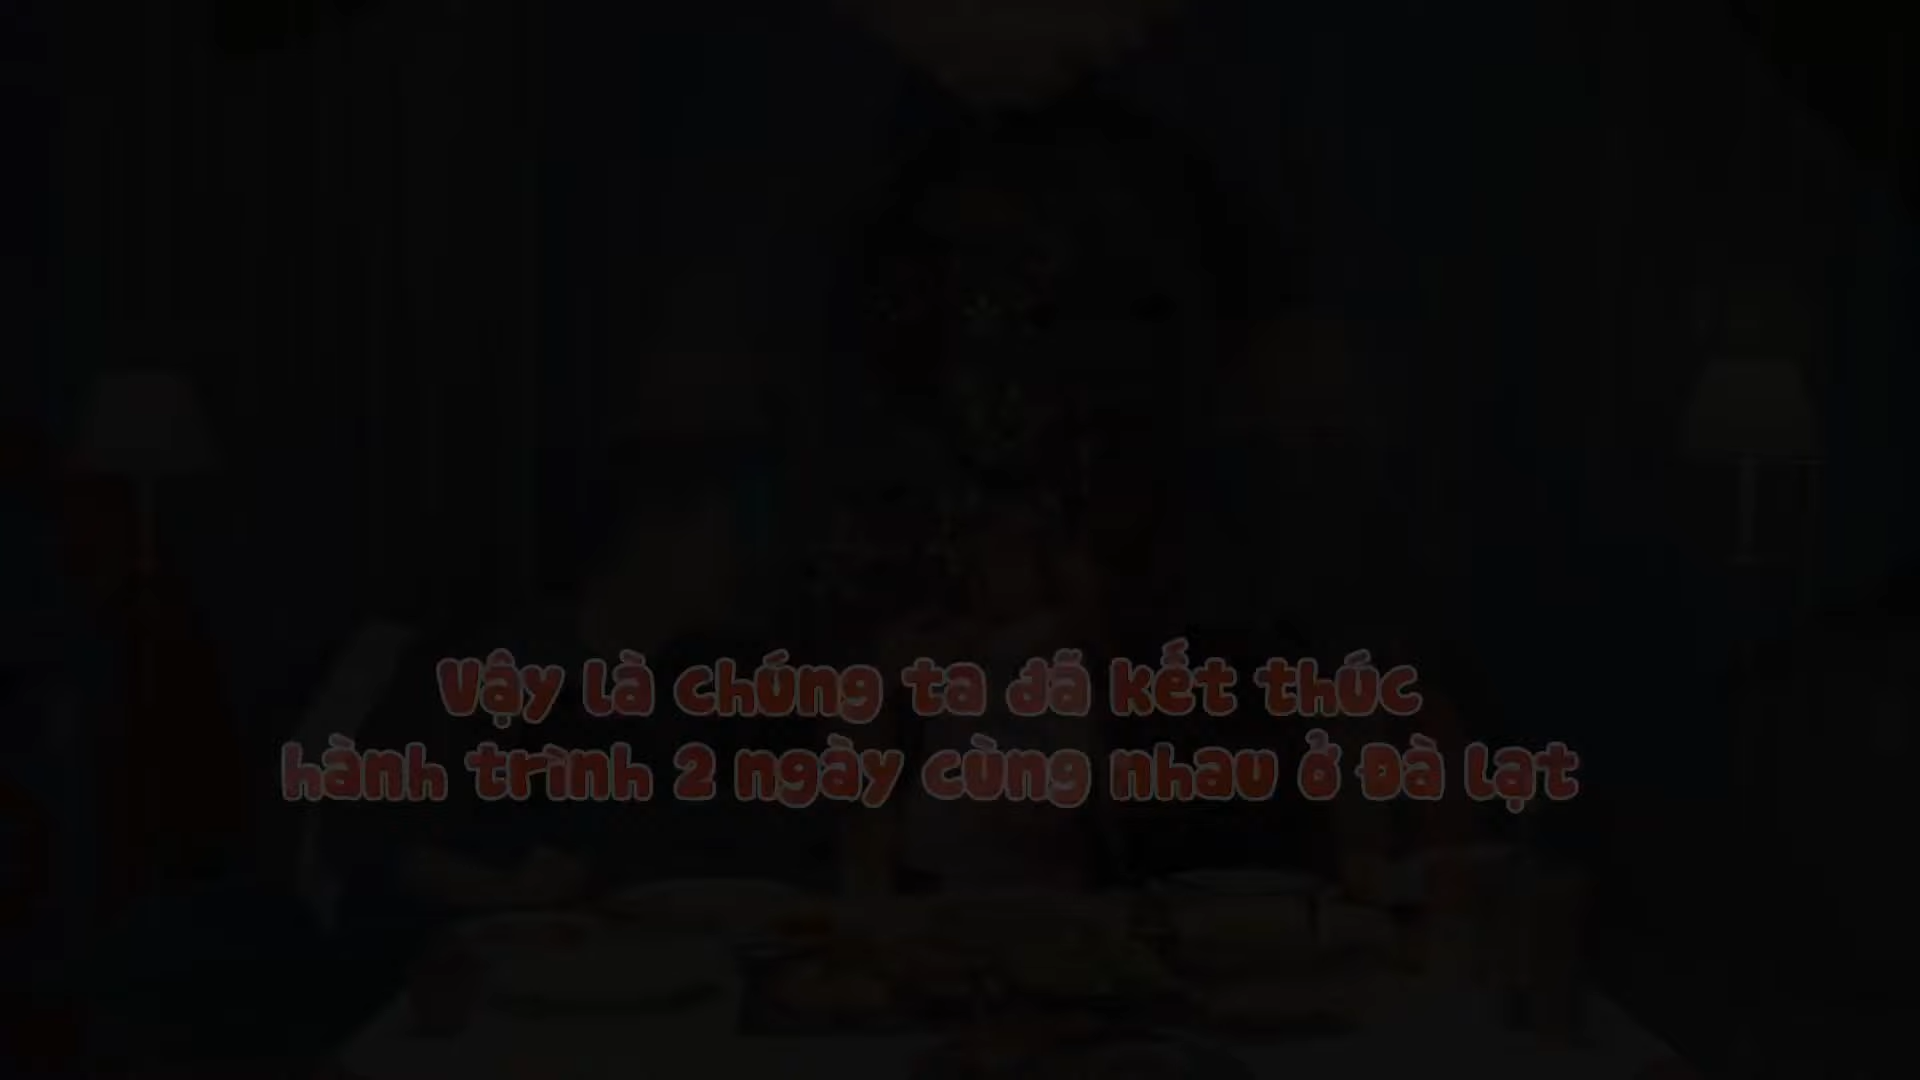 Vậy là chúng ta đã kết thúc
hành trình 2 ngày cùng nhau ở Đà Lạt